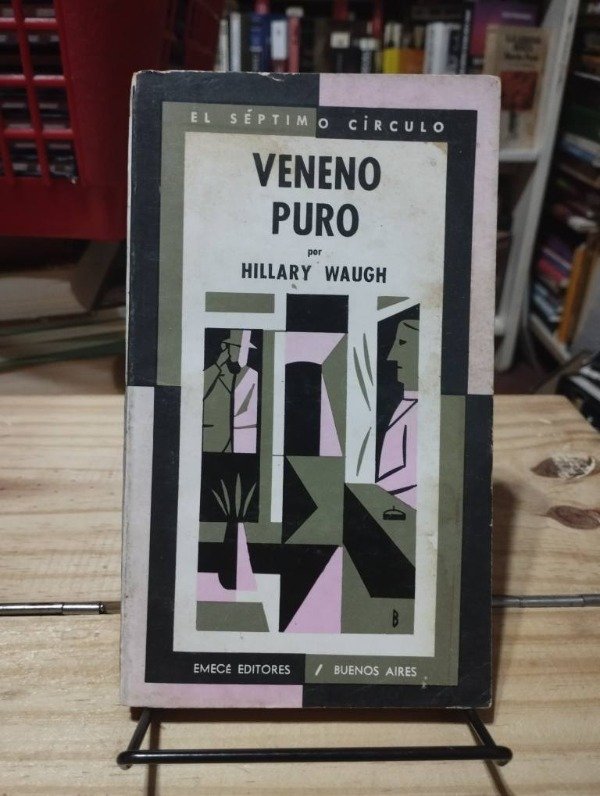 EL SÉPTIMO CÍRCULO
VENENO
PURO
por
HILLARY WAUGH
B
EMECÉ EDITORES / BUENOS AIRES